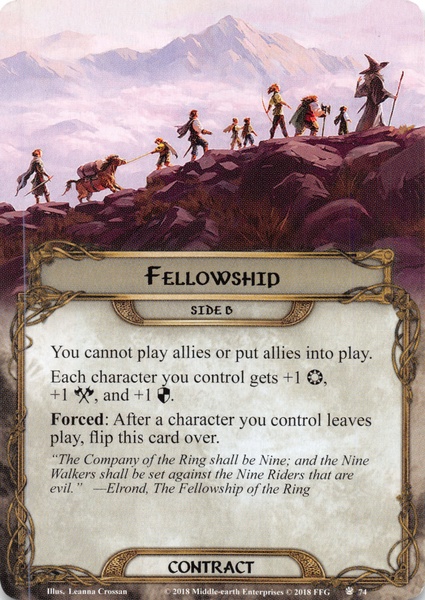 FELLOWSHIP
SIDE B
You cannot play allies or put allies into play.
Each character you control gets +1 ,
+1 , and +1 .
Forced: After a character you control leaves
play, flip this card over.
“The Company of the Ring shall be Nine; and the Nine
Walkers shall be set against the Nine Riders that are
evil.” —Elrond, The Fellowship of the Ring
CONTRACT
Illus. Leanna Crossan © 2018 Middle-earth Enterprises © 2018 FFG 74